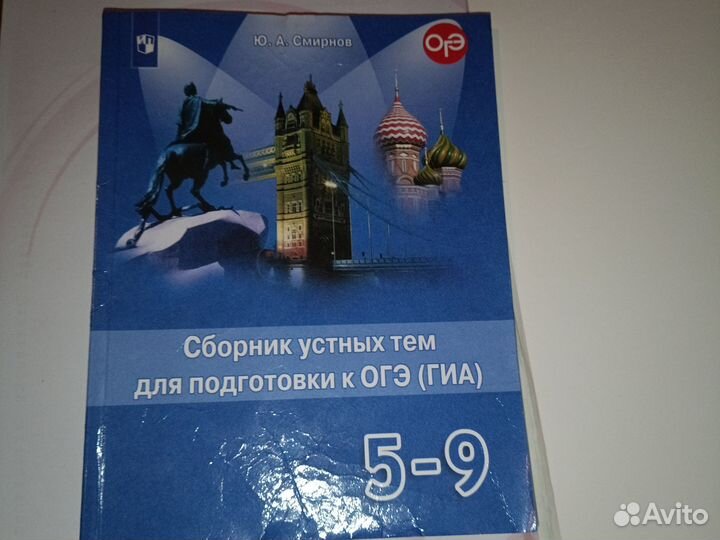 Ю. А. Смирнов
ОГЭ
Сборник устных тем
для подготовки к ОГЭ (ГИА)
5-9
Avito